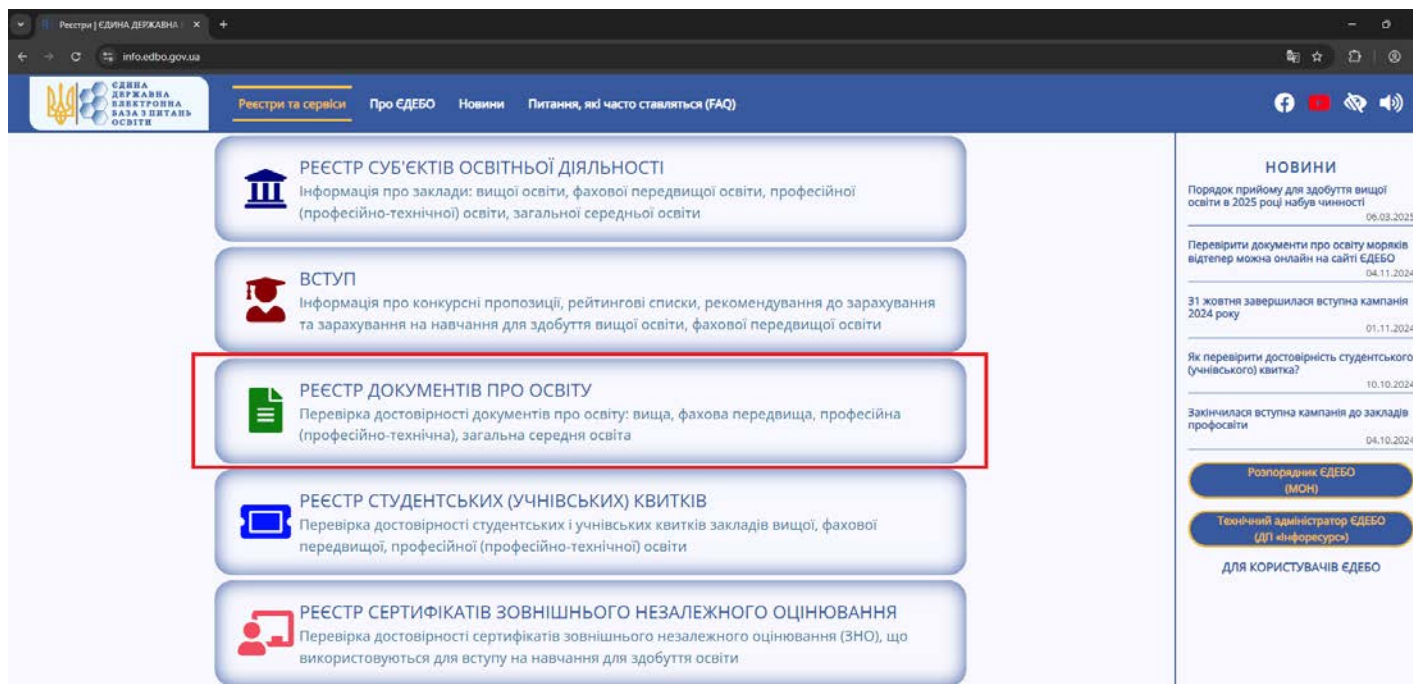 Реєстри | ЄДИНА ДЕРЖАВНА
info.edbo.gov.ua
ЄДИНА
ДЕРЖАВНА
ЕЛЕКТРОННА
БАЗА З ПИТАНЬ
ОСВІТИ
Реєстри та сервіси Про ЄДЕБО Новини Питання, які часто ставляться (FAQ)
РЕЄСТР СУБ'ЄКТІВ ОСВІТНЬОЇ ДІЯЛЬНОСТІ
Інформація про заклади: вищої освіти, фахової передвищої освіти, професійної
(професійно-технічної) освіти, загальної середньої освіти
ВСТУП
Інформація про конкурсні пропозиції, рейтингові списки, рекомендування до зарахування
та зарахування на навчання для здобуття вищої освіти, фахової передвищої освіти
РЕЄСТР ДОКУМЕНТІВ ПРО ОСВІТУ
Перевірка достовірності документів про освіту: вища, фахова передвища, професійна
(професійно-технічна), загальна середня освіта
РЕЄСТР СТУДЕНТСЬКИХ (УЧНІВСЬКИХ) КВИТКІВ
Перевірка достовірності студентських і учнівських квитків закладів вищої, фахової
передвищої, професійної (професійно-технічної) освіти
РЕЄСТР СЕРТИФІКАТІВ ЗОВНІШНЬОГО НЕЗАЛЕЖНОГО ОЦІНЮВАННЯ
Перевірка достовірності сертифікатів зовнішнього незалежного оцінювання (ЗНО), що
використовуються для вступу на навчання для здобуття освіти
НОВИНИ
Порядок прийому для здобуття вищої
освіти в 2025 році набув чинності
06.03.2025
Перевірити документи про освіту моряків
відтепер можна онлайн на сайті ЄДЕБО
04.11.2024
31 жовтня завершилася вступна кампанія
2024 року
01.11.2024
Як перевірити достовірність студентського
(учнівського) квитка?
10.10.2024
Закінчилася вступна кампанія до закладів
профосвіти
04.10.2024
Розпорядник ЄДЕБО
(МОН)
Технічний адміністратор ЄДЕБО
(ДП «Інфоресурс»)
ДЛЯ КОРИСТУВАЧІВ ЄДЕБО